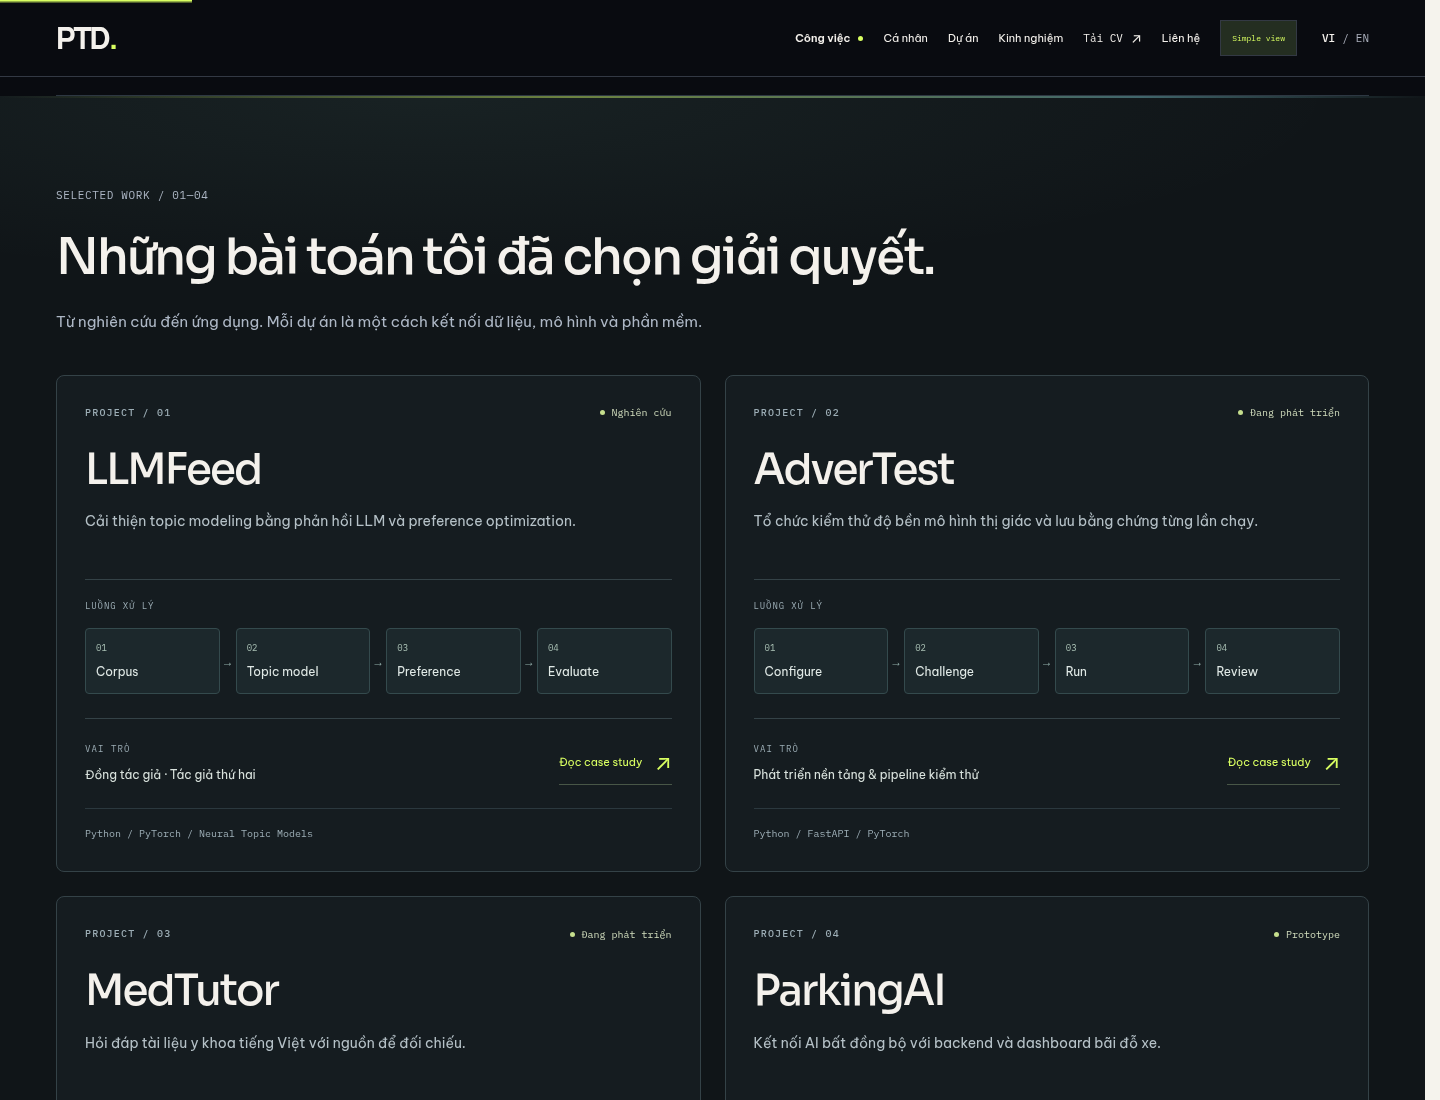 PTD.
Công việc
Cá nhân
Dự án
Kinh nghiệm
Tải CV ↗
Liên hệ
Simple view
VI / EN
SELECTED WORK / 01—04
Những bài toán tôi đã chọn giải quyết.
Từ nghiên cứu đến ứng dụng. Mỗi dự án là một cách kết nối dữ liệu, mô hình và phần mềm.
PROJECT / 01
Nghiên cứu
LLMFeed
Cải thiện topic modeling bằng phản hồi LLM và preference optimization.
LUỒNG XỬ LÝ
01
Corpus
→
02
Topic model
→
03
Preference
→
04
Evaluate
VAI TRÒ
Đồng tác giả · Tác giả thứ hai
Đọc case study ↗
Python / PyTorch / Neural Topic Models
PROJECT / 02
Đang phát triển
AdverTest
Tổ chức kiểm thử độ bền mô hình thị giác và lưu bằng chứng từng lần chạy.
LUỒNG XỬ LÝ
01
Configure
→
02
Challenge
→
03
Run
→
04
Review
VAI TRÒ
Phát triển nền tảng & pipeline kiểm thử
Đọc case study ↗
Python / FastAPI / PyTorch
PROJECT / 03
Đang phát triển
MedTutor
Hỏi đáp tài liệu y khoa tiếng Việt với nguồn để đối chiếu.
PROJECT / 04
Prototype
ParkingAI
Kết nối AI bất đồng bộ với backend và dashboard bãi đỗ xe.